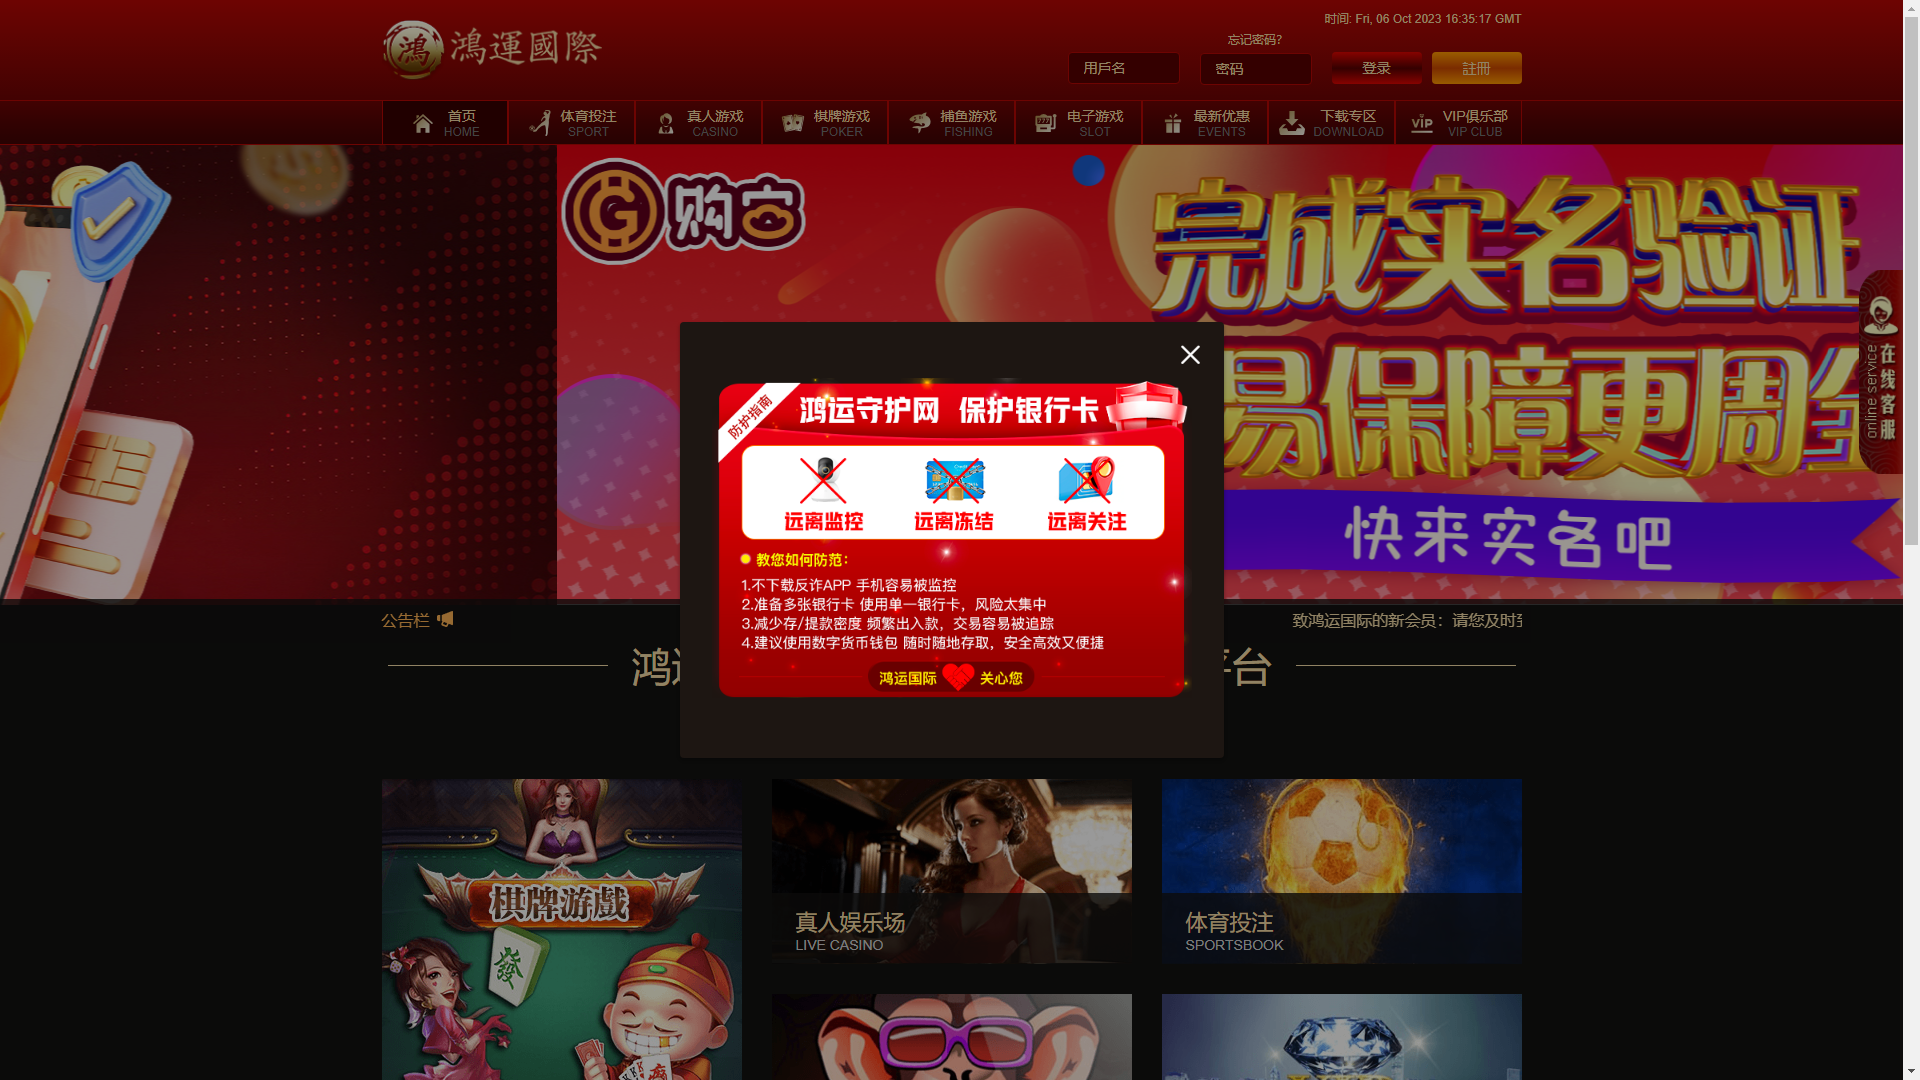 时间: Fri, 06 Oct 2023 16:35:17 GMT
鴻 鴻運國際
忘记密码?
用戶名
密码
登录
註冊
首页
HOME
体育投注
SPORT
真人游戏
CASINO
棋牌游戏
POKER
捕鱼游戏
FISHING
电子游戏
SLOT
最新优惠
EVENTS
下载专区
DOWNLOAD
VIP
VIP俱乐部
VIP CLUB
购宝
完成实名验证
易保障更周全
快来实名吧
在线客服
online service
防护指南
鸿运守护网 保护银行卡
远离监控
远离冻结
远离关注
教您如何防范：
1.不下载反诈APP 手机容易被监控
2.准备多张银行卡 使用单一银行卡，风险太集中
3.减少存/提款密度 频繁出入款，交易容易被追踪
4.建议使用数字货币钱包 随时随地存取，安全高效又便捷
鸿运国际
关心您
公告栏
致鸿运国际的新会员：请您及时到
鸿运
平台
棋牌游戲
發
真人娱乐场
LIVE CASINO
体育投注
SPORTSBOOK